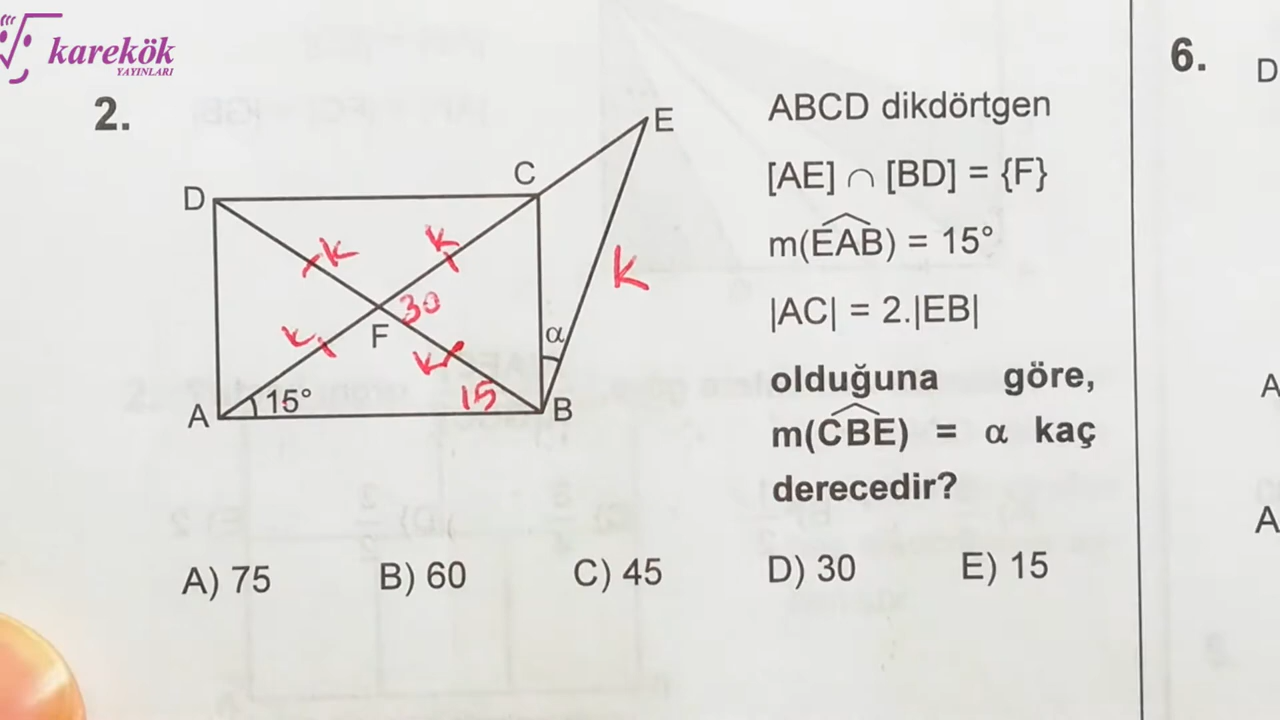 karekök
YAYINLARI
2.
E
C
D
K
K
K
30
F
K
K
α
A
15°
15
B
ABCD dikdörtgen
[AE] ∩ [BD] = {F}
m(EAB) = 15°
|AC| = 2.|EB|
olduğuna göre,
m(CBE) = α kaç
derecedir?
A) 75 B) 60 C) 45 D) 30 E) 15
6.
D
A
A